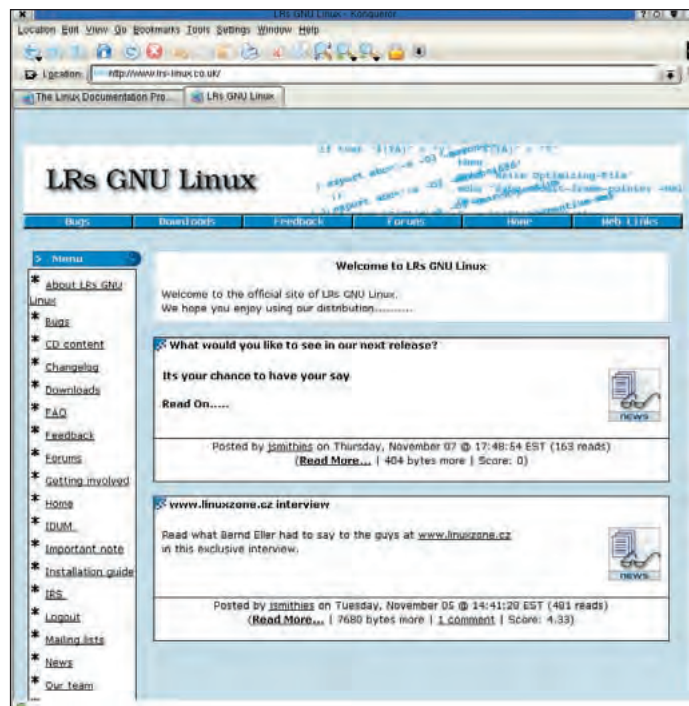 LRs GNU Linux - Konqueror
Location Edit View Go Bookmarks Tools Settings Window Help
Location: http://www.lrs-linux.co.uk/
The Linux Documentation Pro...
LRs GNU Linux
LRs GNU Linux
Bugs Downloads Feedback Forums Home Web Links
> Menu
* About LRs GNU Linux
* Bugs
* CD content
* Changelog
* Downloads
* FAQ
* Feedback
* Forums
* Getting involved
* Home
* IDUM
* Important note
* Installation guide
* IRS
* Logout
* Mailing lists
* News
* Our team
Welcome to LRs GNU Linux
Welcome to the official site of LRs GNU Linux.
We hope you enjoy using our distribution..........
What would you like to see in our next release?
Its your chance to have your say
Read On.....
news
Posted by jsmithies on Thursday, November 07 @ 17:48:54 EST (163 reads)
(Read More... | 404 bytes more | Score: 0)
www.linuxzone.cz interview
Read what Bernd Eller had to say to the guys at www.linuxzone.cz
in this exclusive interview.
news
Posted by jsmithies on Tuesday, November 05 @ 14:41:20 EST (481 reads)
(Read More... | 7680 bytes more | 1 comment | Score: 4.33)